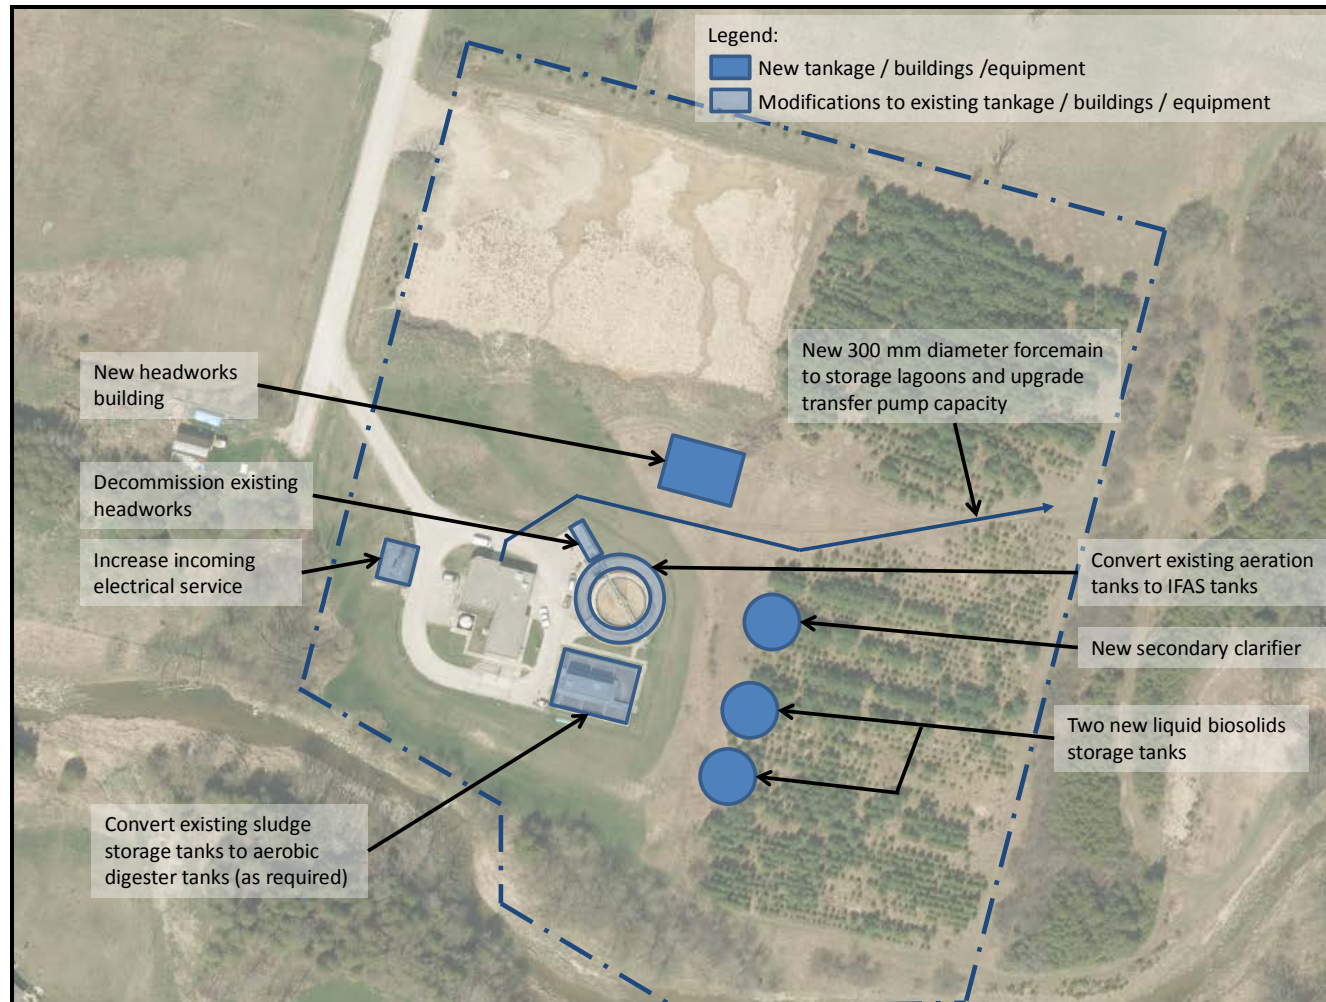 Legend:
New tankage / buildings /equipment
Modifications to existing tankage / buildings / equipment
New 300 mm diameter forcemain
to storage lagoons and upgrade
transfer pump capacity
New headworks
building
Decommission existing
headworks
Increase incoming
electrical service
Convert existing aeration
tanks to IFAS tanks
New secondary clarifier
Two new liquid biosolids
storage tanks
Convert existing sludge
storage tanks to aerobic
digester tanks (as required)